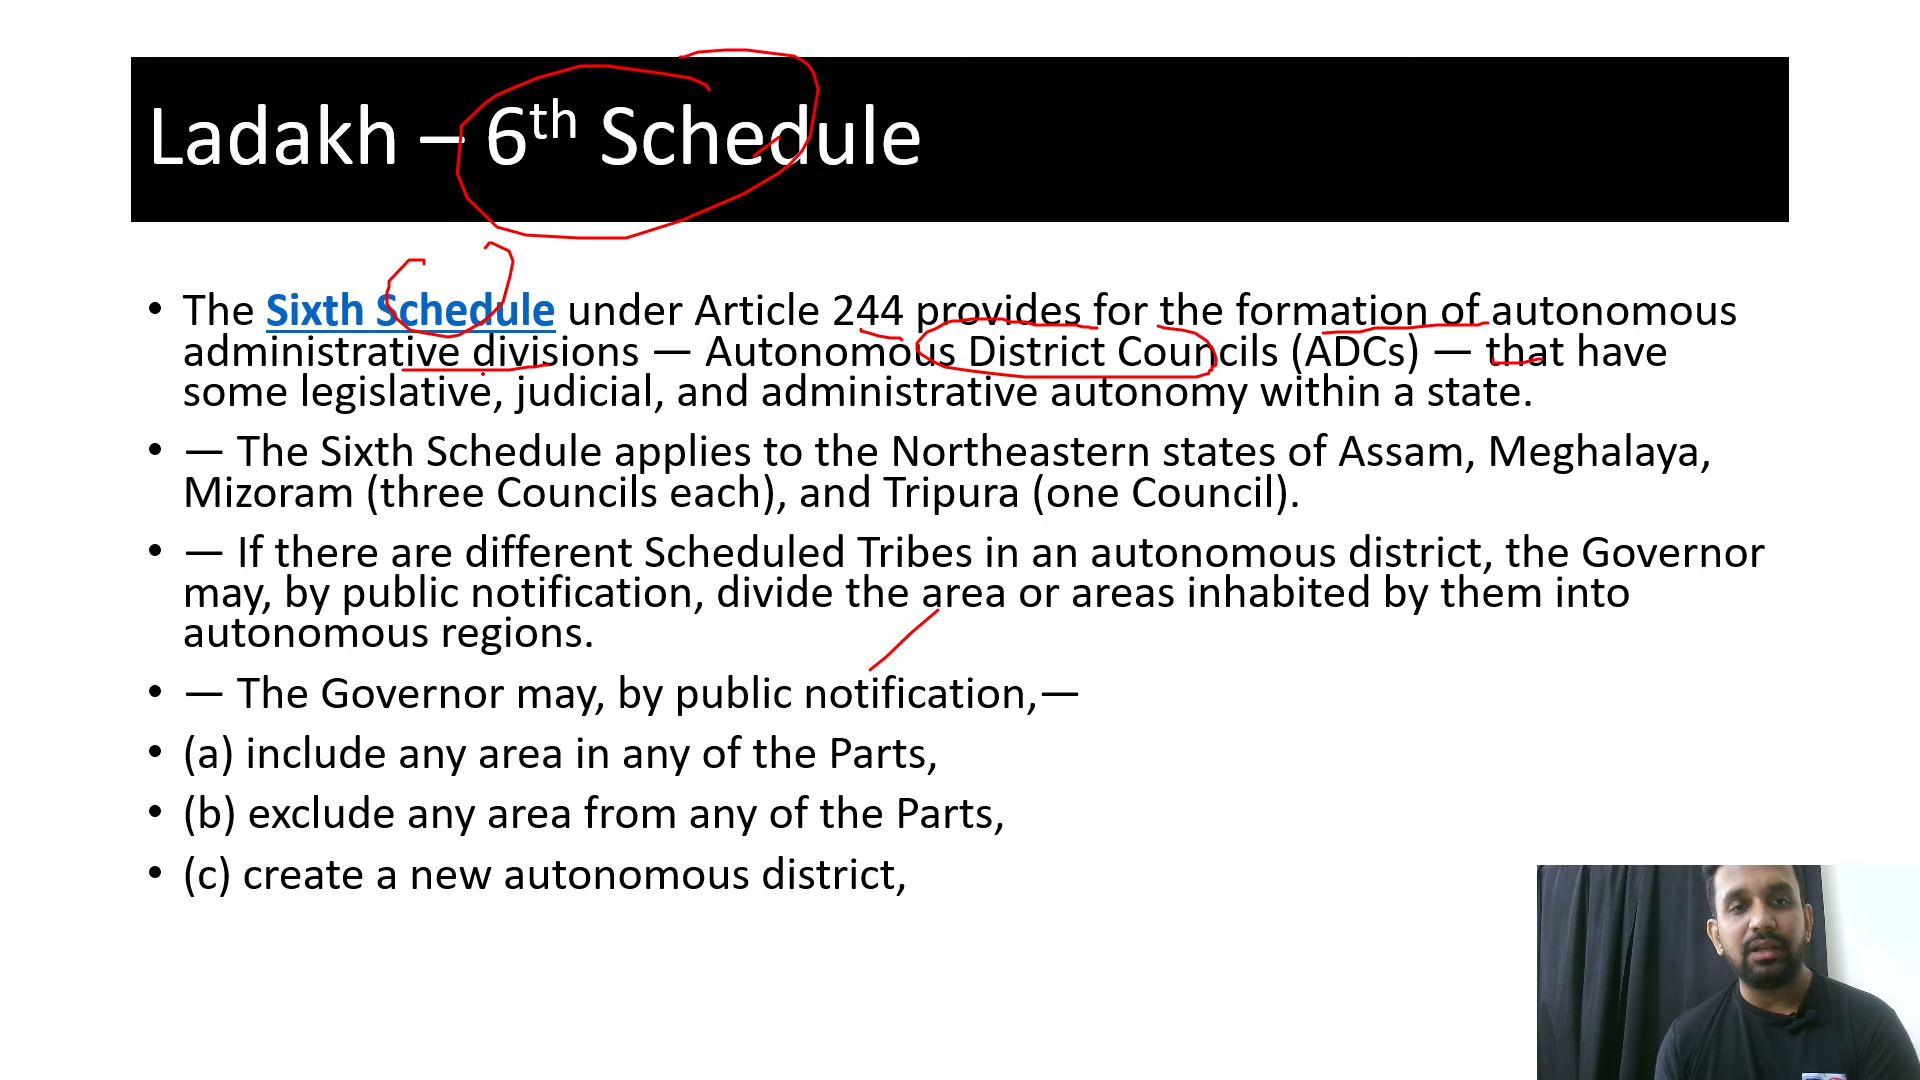 Ladakh – 6th Schedule
• The Sixth Schedule under Article 244 provides for the formation of autonomous
administrative divisions — Autonomous District Councils (ADCs) — that have
some legislative, judicial, and administrative autonomy within a state.
• — The Sixth Schedule applies to the Northeastern states of Assam, Meghalaya,
Mizoram (three Councils each), and Tripura (one Council).
• — If there are different Scheduled Tribes in an autonomous district, the Governor
may, by public notification, divide the area or areas inhabited by them into
autonomous regions.
• — The Governor may, by public notification,—
• (a) include any area in any of the Parts,
• (b) exclude any area from any of the Parts,
• (c) create a new autonomous district,